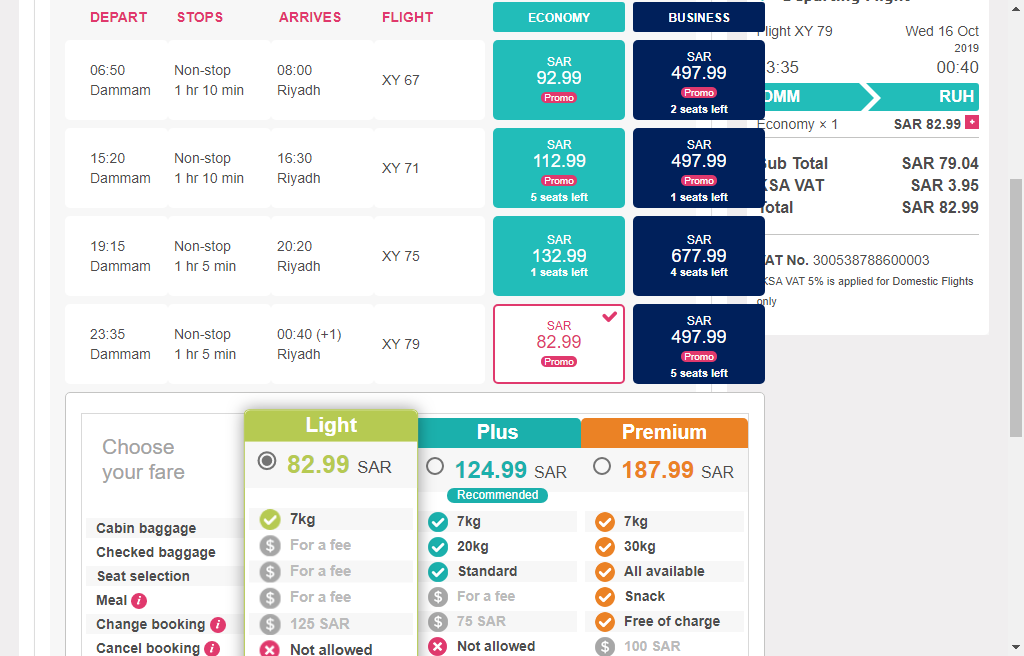 DEPART STOPS ARRIVES FLIGHT ECONOMY BUSINESS
06:50 Non-stop 08:00 XY 67 SAR 92.99 Promo SAR 497.99 Promo 2 seats left
Dammam 1 hr 10 min Riyadh
15:20 Non-stop 16:30 XY 71 SAR 112.99 Promo 5 seats left SAR 497.99 Promo 1 seats left
Dammam 1 hr 10 min Riyadh
19:15 Non-stop 20:20 XY 75 SAR 132.99 1 seats left SAR 677.99 4 seats left
Dammam 1 hr 5 min Riyadh
23:35 Non-stop 00:40 (+1) XY 79 SAR 82.99 Promo SAR 497.99 Promo 5 seats left
Dammam 1 hr 5 min Riyadh
Flight XY 79 Wed 16 Oct
2019
3:35 00:40
DMM RUH
Economy × 1 SAR 82.99 +
Sub Total SAR 79.04
KSA VAT SAR 3.95
Total SAR 82.99
VAT No. 300538788600003
KSA VAT 5% is applied for Domestic Flights
only
Choose
your fare
Light Plus Premium
82.99 SAR 124.99 SAR 187.99 SAR
Recommended
Cabin baggage 7kg 7kg 7kg
Checked baggage For a fee 20kg 30kg
Seat selection For a fee Standard All available
Meal i For a fee For a fee Snack
Change booking i 125 SAR 75 SAR Free of charge
Cancel booking i Not allowed Not allowed 100 SAR